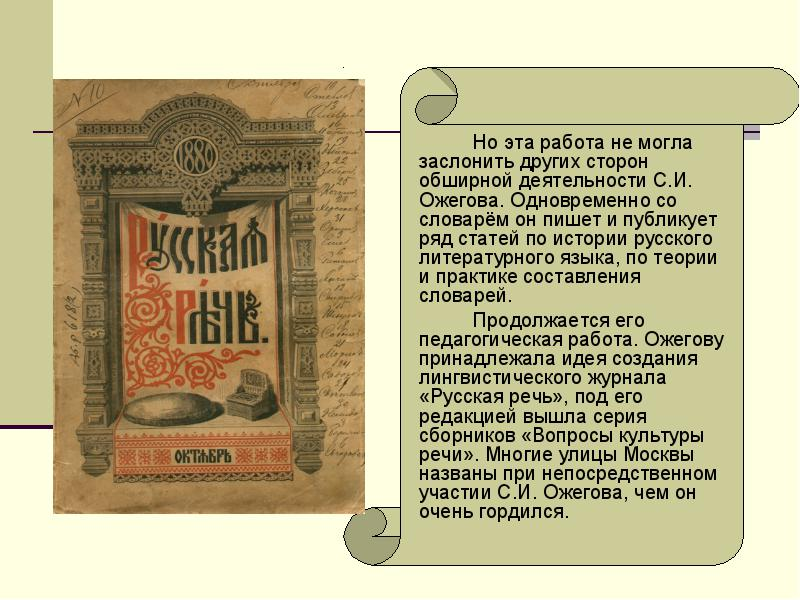 № 10
1880
Русская
Рѣчь.
октябрь
Но эта работа не могла
заслонить других сторон
обширной деятельности С.И.
Ожегова. Одновременно со
словарём он пишет и публикует
ряд статей по истории русского
литературного языка, по теории
и практике составления
словарей.
Продолжается его
педагогическая работа. Ожегову
принадлежала идея создания
лингвистического журнала
«Русская речь», под его
редакцией вышла серия
сборников «Вопросы культуры
речи». Многие улицы Москвы
названы при непосредственном
участии С.И. Ожегова, чем он
очень гордился.